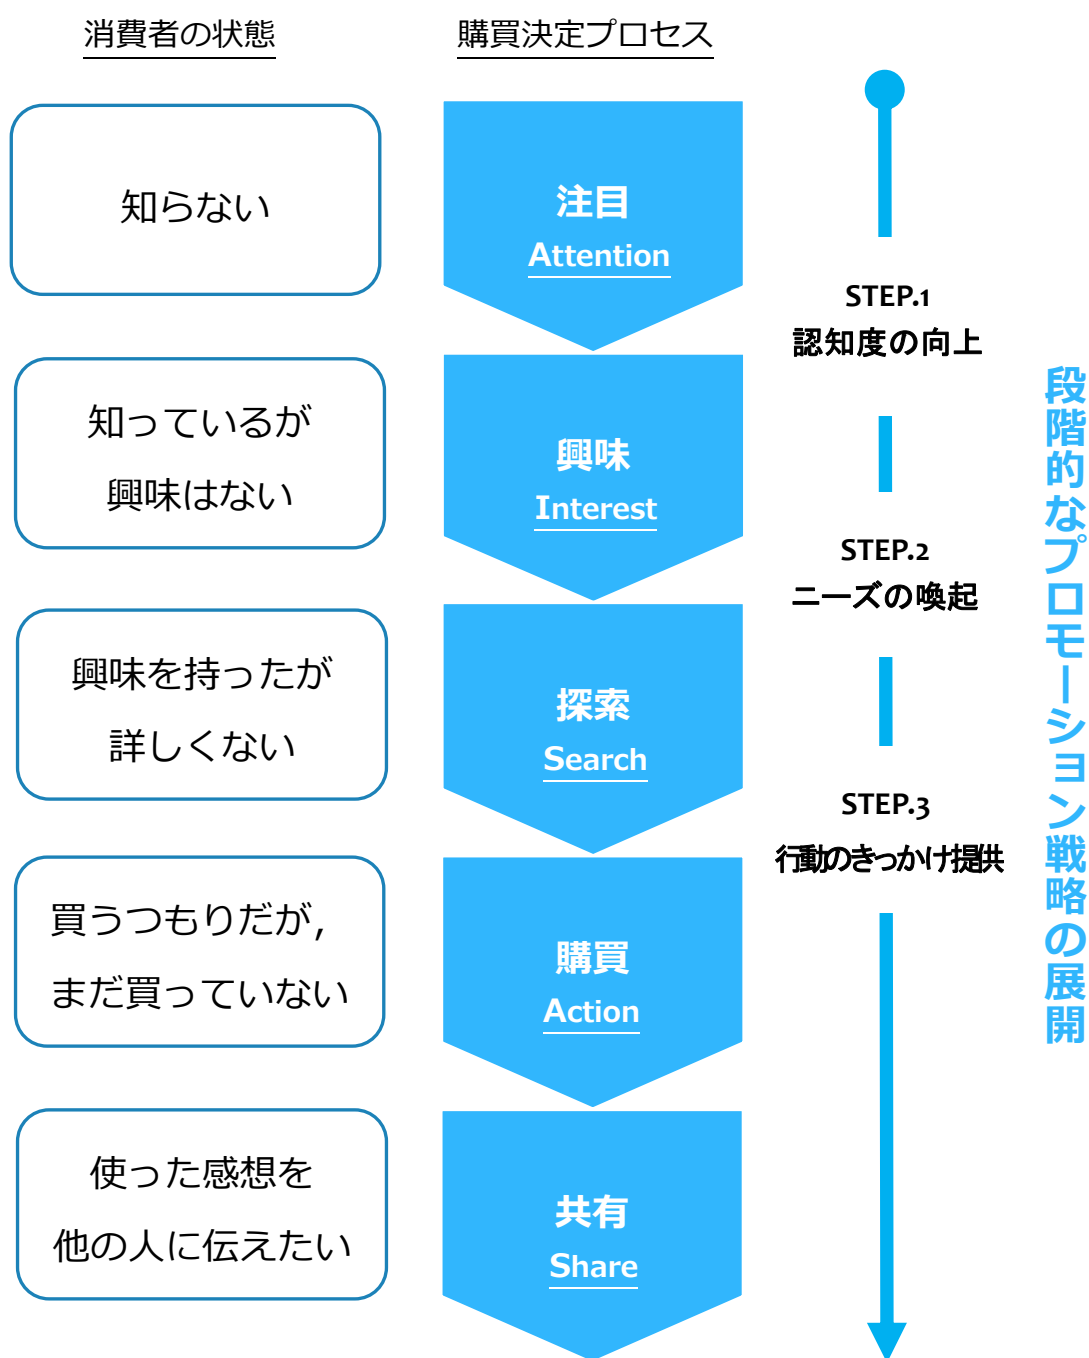 消費者の状態
購買決定プロセス
知らない
注目
Attention
STEP.1
認知度の向上
知っているが
興味はない
興味
Interest
STEP.2
ニーズの喚起
興味を持ったが
詳しくない
探索
Search
STEP.3
行動のきっかけ提供
買うつもりだが,
まだ買っていない
購買
Action
使った感想を
他の人に伝えたい
共有
Share
段階的なプロモーション戦略の展開